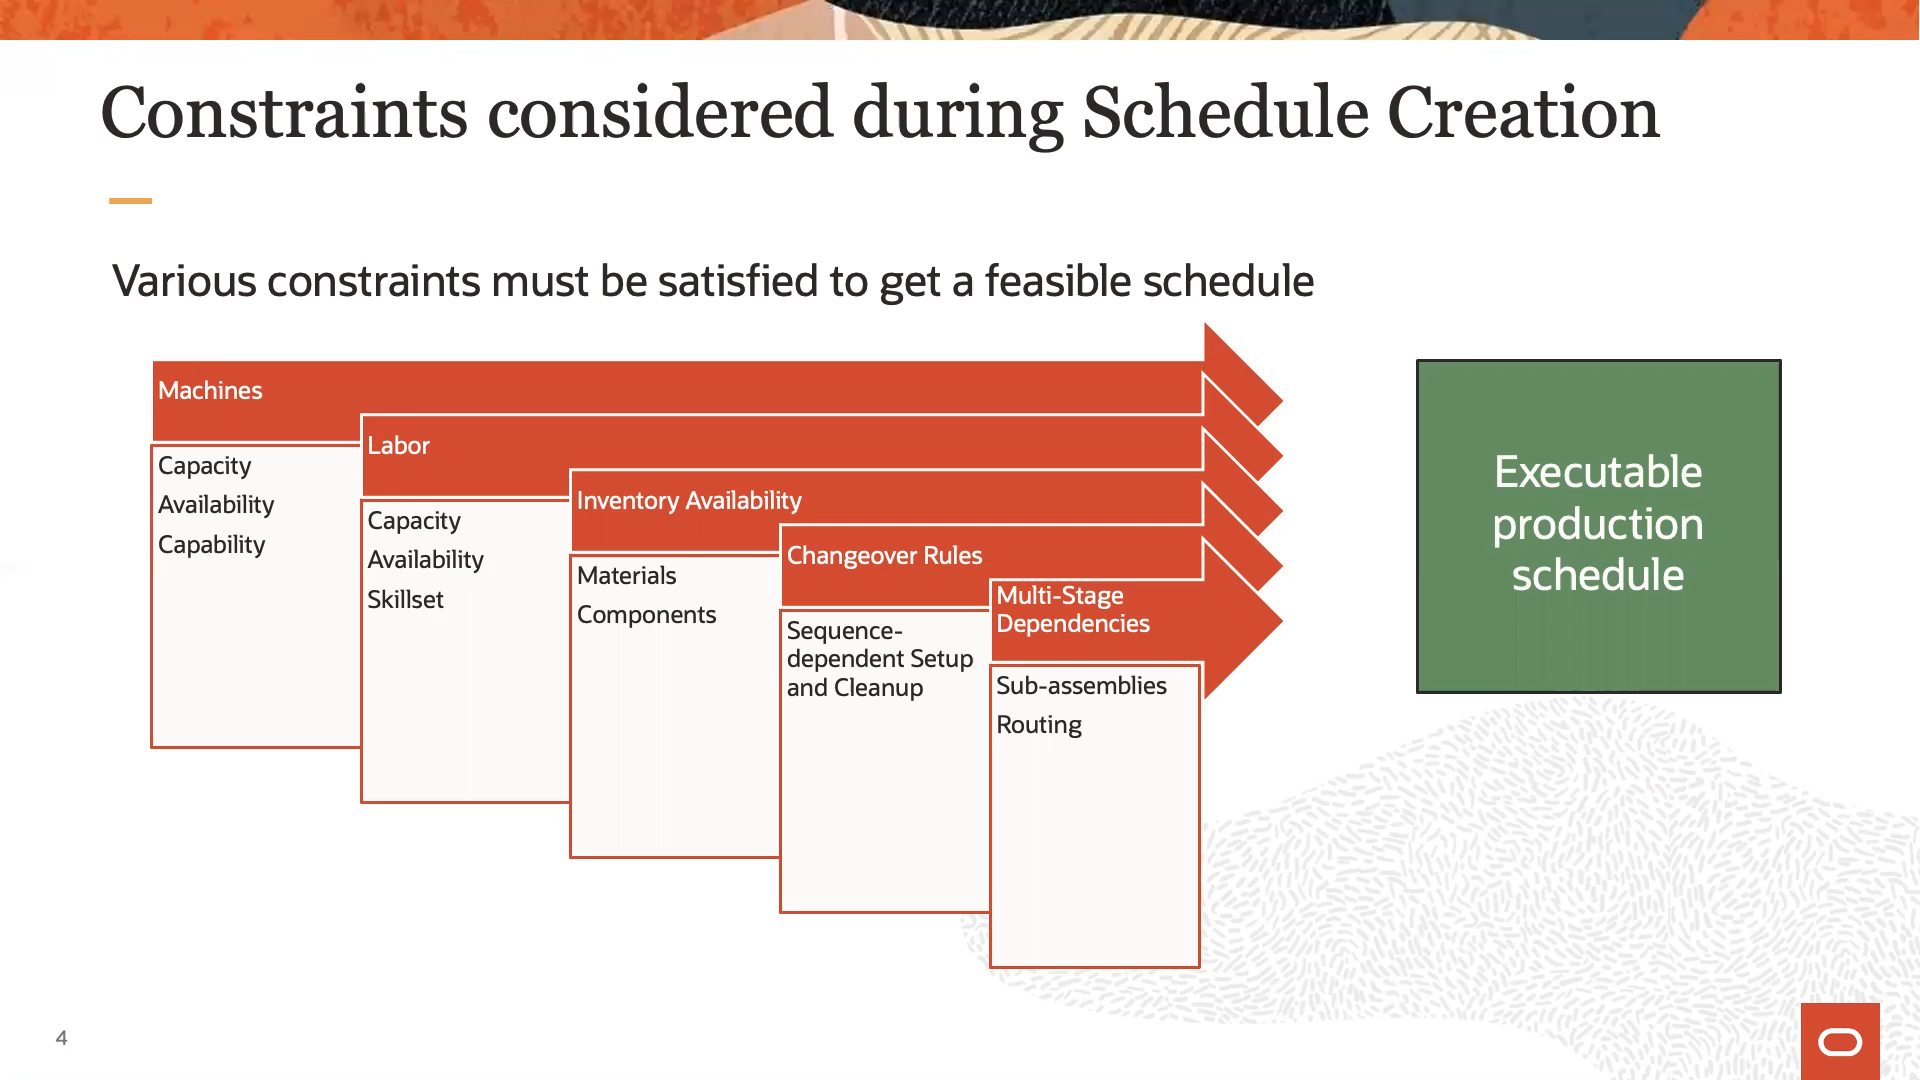 Constraints considered during Schedule Creation
Various constraints must be satisfied to get a feasible schedule
Machines
Capacity
Availability
Capability
Labor
Capacity
Availability
Skillset
Inventory Availability
Materials
Components
Changeover Rules
Sequence-
dependent Setup
and Cleanup
Multi-Stage
Dependencies
Sub-assemblies
Routing
Executable
production
schedule
4